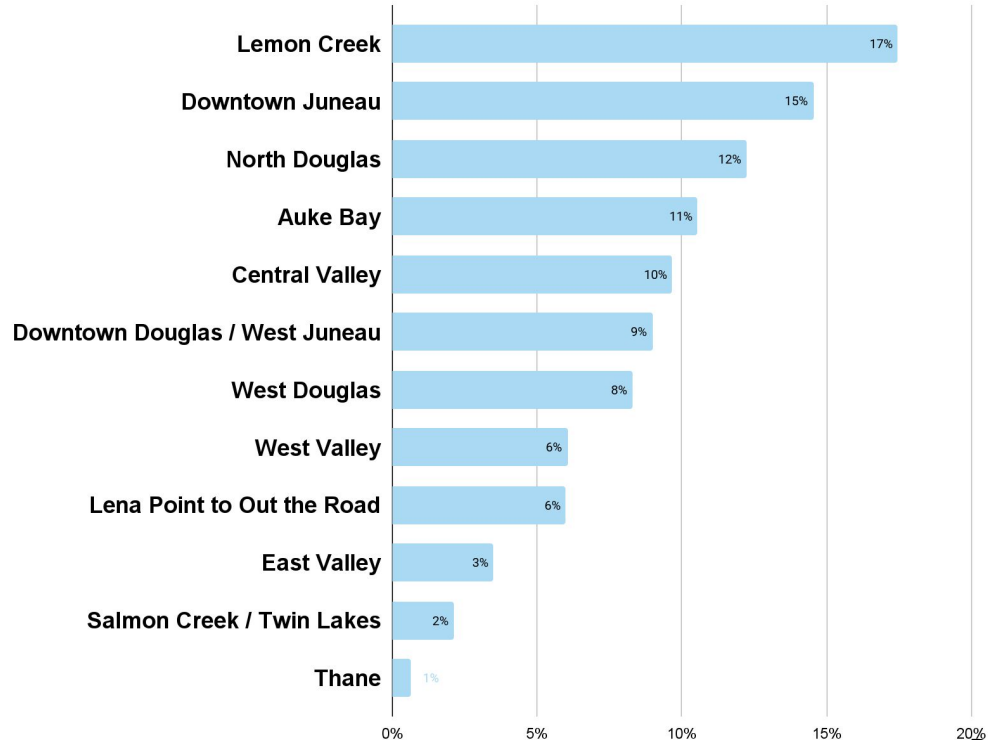 Lemon Creek 17%
Downtown Juneau 15%
North Douglas 12%
Auke Bay 11%
Central Valley 10%
Downtown Douglas / West Juneau 9%
West Douglas 8%
West Valley 6%
Lena Point to Out the Road 6%
East Valley 3%
Salmon Creek / Twin Lakes 2%
Thane 1%
0% 5% 10% 15% 20%